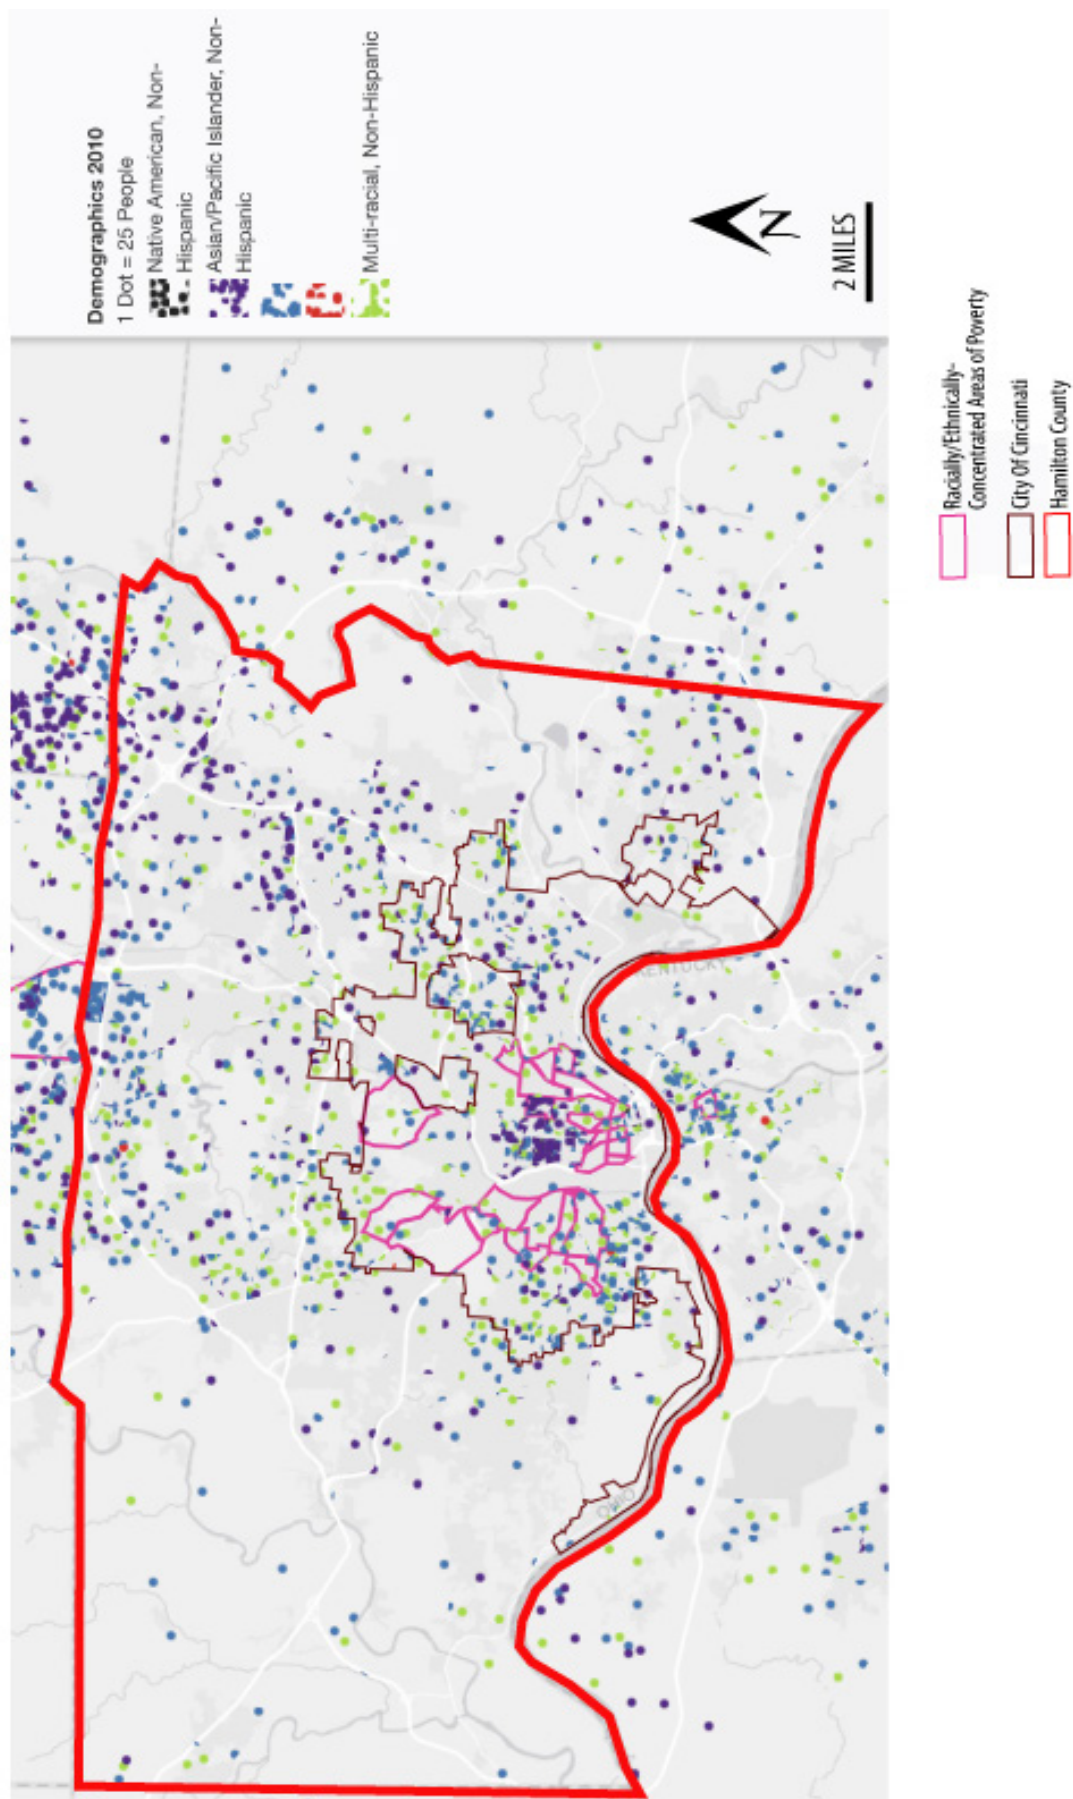 Demographics 2010
1 Dot = 25 People
Native American, Non-
Hispanic
Asian/Pacific Islander, Non-
Hispanic
Multi-racial, Non-Hispanic
N
2 MILES
KENTUCKY
OHIO
Racially/Ethnically-
Concentrated Areas of Poverty
City Of Cincinnati
Hamilton County